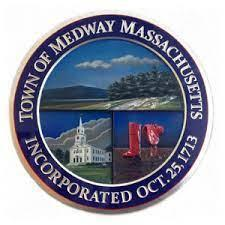 TOWN OF MEDWAY MASSACHUSETTS
INCORPORATED OCT. 25, 1713